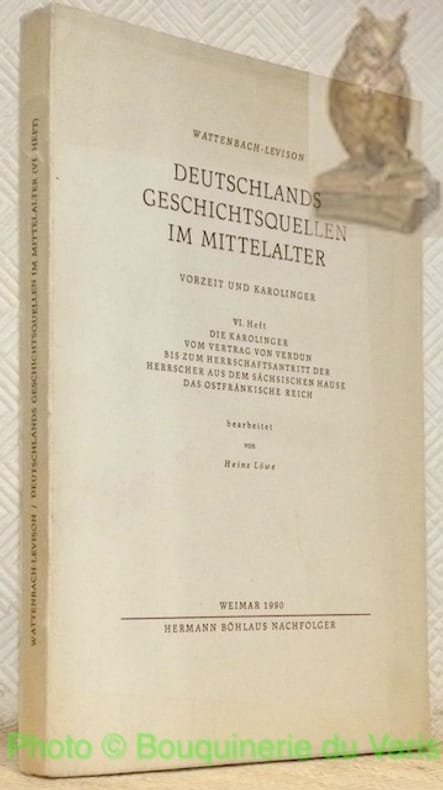 WATTENBACH-LEVISON / DEUTSCHLANDS GESCHICHTSQUELLEN IM MITTELALTER (VI. HEFT)
WATTENBACH-LEVISON
DEUTSCHLANDS
GESCHICHTSQUELLEN
IM MITTELALTER
VORZEIT UND KAROLINGER
VI. Heft
DIE KAROLINGER
VOM VERTRAG VON VERDUN
BIS ZUM HERRSCHAFTSANTRITT DER
HERRSCHER AUS DEM SÄCHSISCHEN HAUSE
DAS OSTFRÄNKISCHE REICH
bearbeitet
von
Heinz Löwe
WEIMAR 1990
HERMANN BÖHLAUS NACHFOLGER
Photo © Bouquinerie du Varis